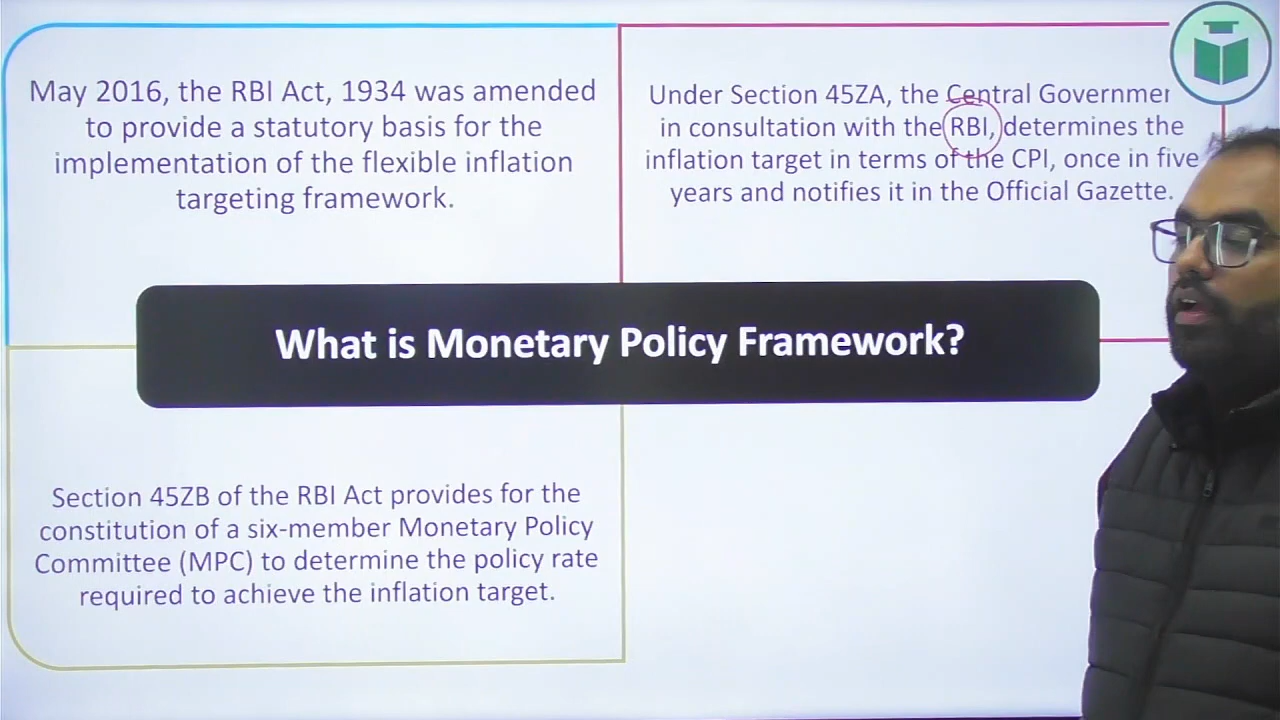 May 2016, the RBI Act, 1934 was amended
to provide a statutory basis for the
implementation of the flexible inflation
targeting framework.
Under Section 45ZA, the Central Governmen
in consultation with the RBI, determines the
inflation target in terms of the CPI, once in five
years and notifies it in the Official Gazette.
What is Monetary Policy Framework?
Section 45ZB of the RBI Act provides for the
constitution of a six-member Monetary Policy
Committee (MPC) to determine the policy rate
required to achieve the inflation target.